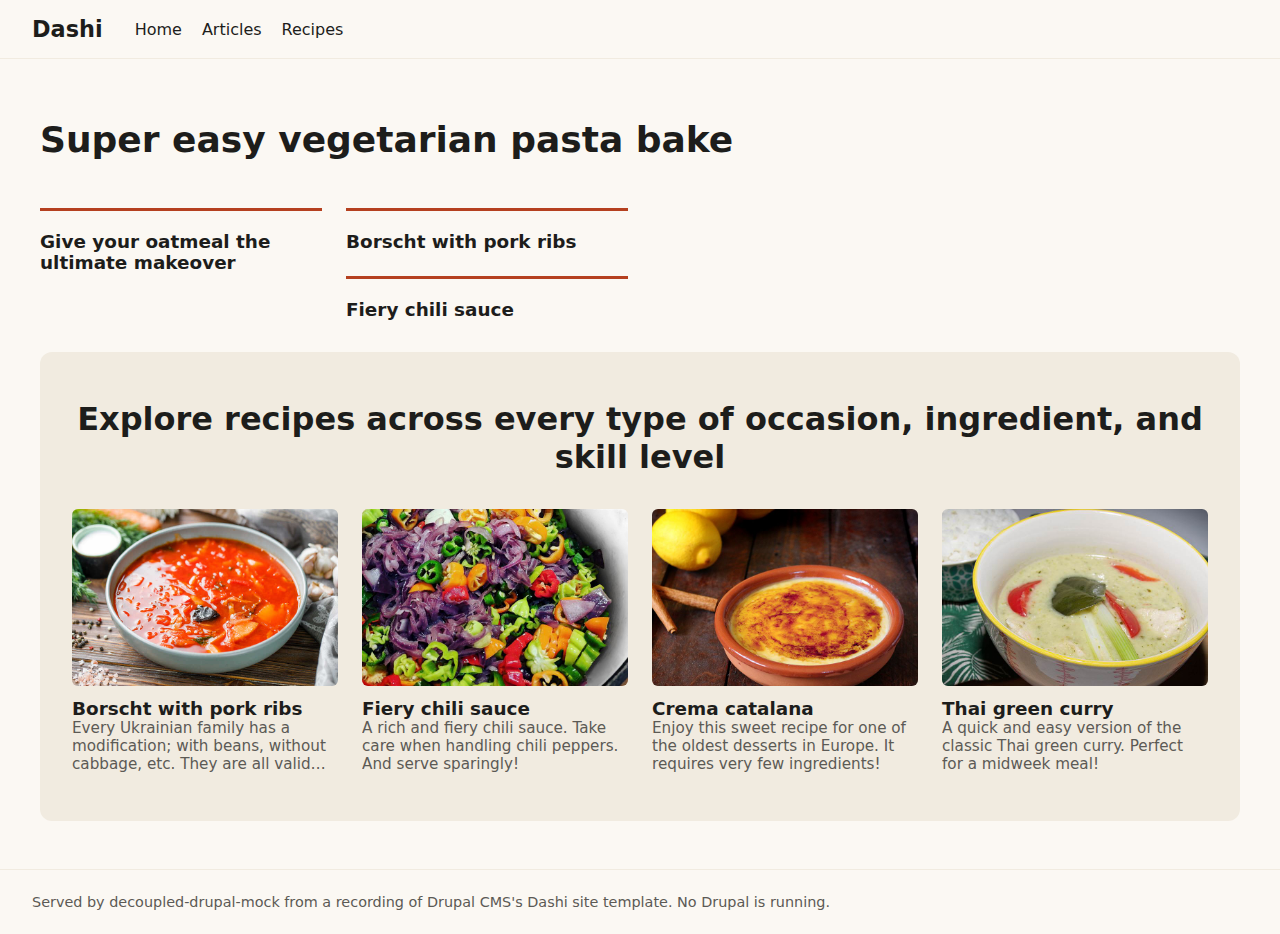 Dashi
Home
Articles
Recipes
Super easy vegetarian pasta bake
Give your oatmeal the
ultimate makeover
Borscht with pork ribs
Fiery chili sauce
Explore recipes across every type of occasion, ingredient, and
skill level
Borscht with pork ribs
Every Ukrainian family has a
modification; with beans, without
cabbage, etc. They are all valid…
Fiery chili sauce
A rich and fiery chili sauce. Take
care when handling chili peppers.
And serve sparingly!
Crema catalana
Enjoy this sweet recipe for one of
the oldest desserts in Europe. It
requires very few ingredients!
Thai green curry
A quick and easy version of the
classic Thai green curry. Perfect
for a midweek meal!
Served by decoupled-drupal-mock from a recording of Drupal CMS's Dashi site template. No Drupal is running.